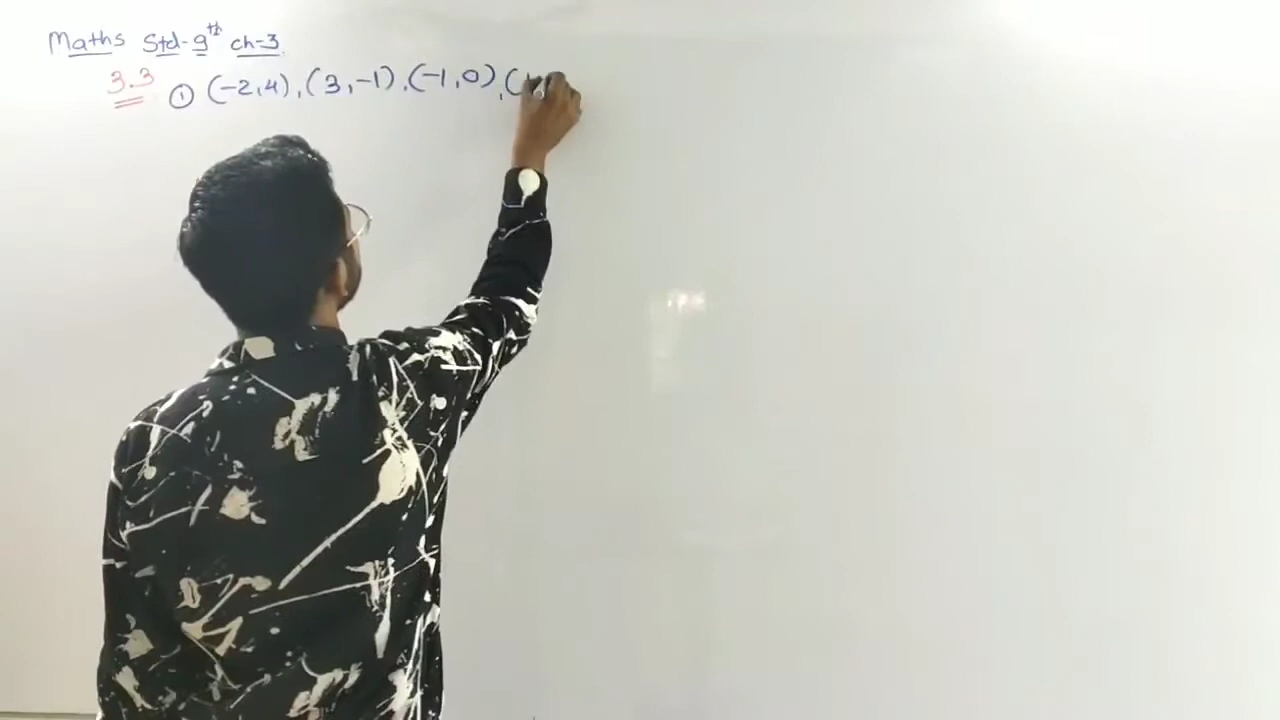 Maths Std-9th ch-3
3.3 ① (-2,4), (3,-1), (-1,0), (